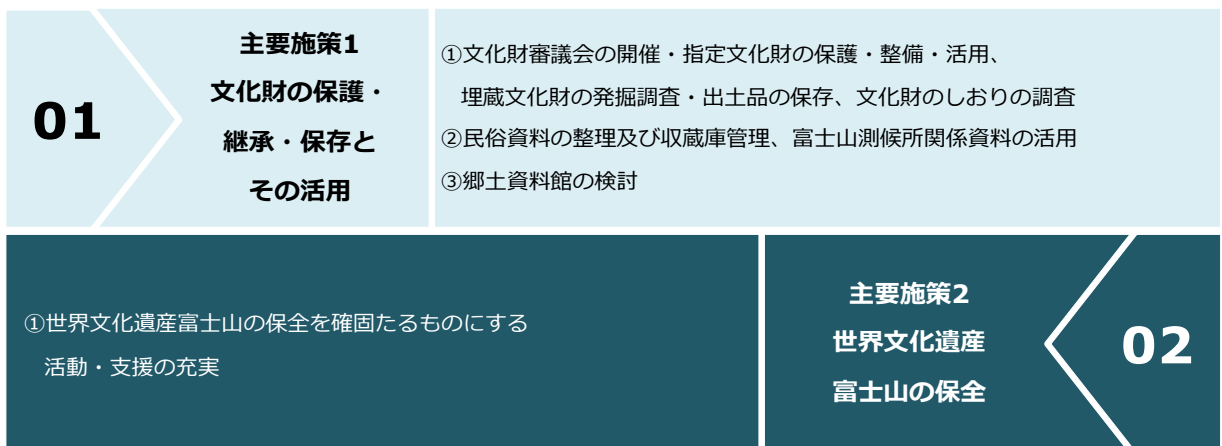 01
主要施策1
文化財の保護・
継承・保存と
その活用
①文化財審議会の開催・指定文化財の保護・整備・活用、
埋蔵文化財の発掘調査・出土品の保存、文化財のしおりの調査
②民俗資料の整理及び収蔵庫管理、富士山測候所関係資料の活用
③郷土資料館の検討
①世界文化遺産富士山の保全を確固たるものにする
活動・支援の充実
主要施策2
世界文化遺産
富士山の保全
02